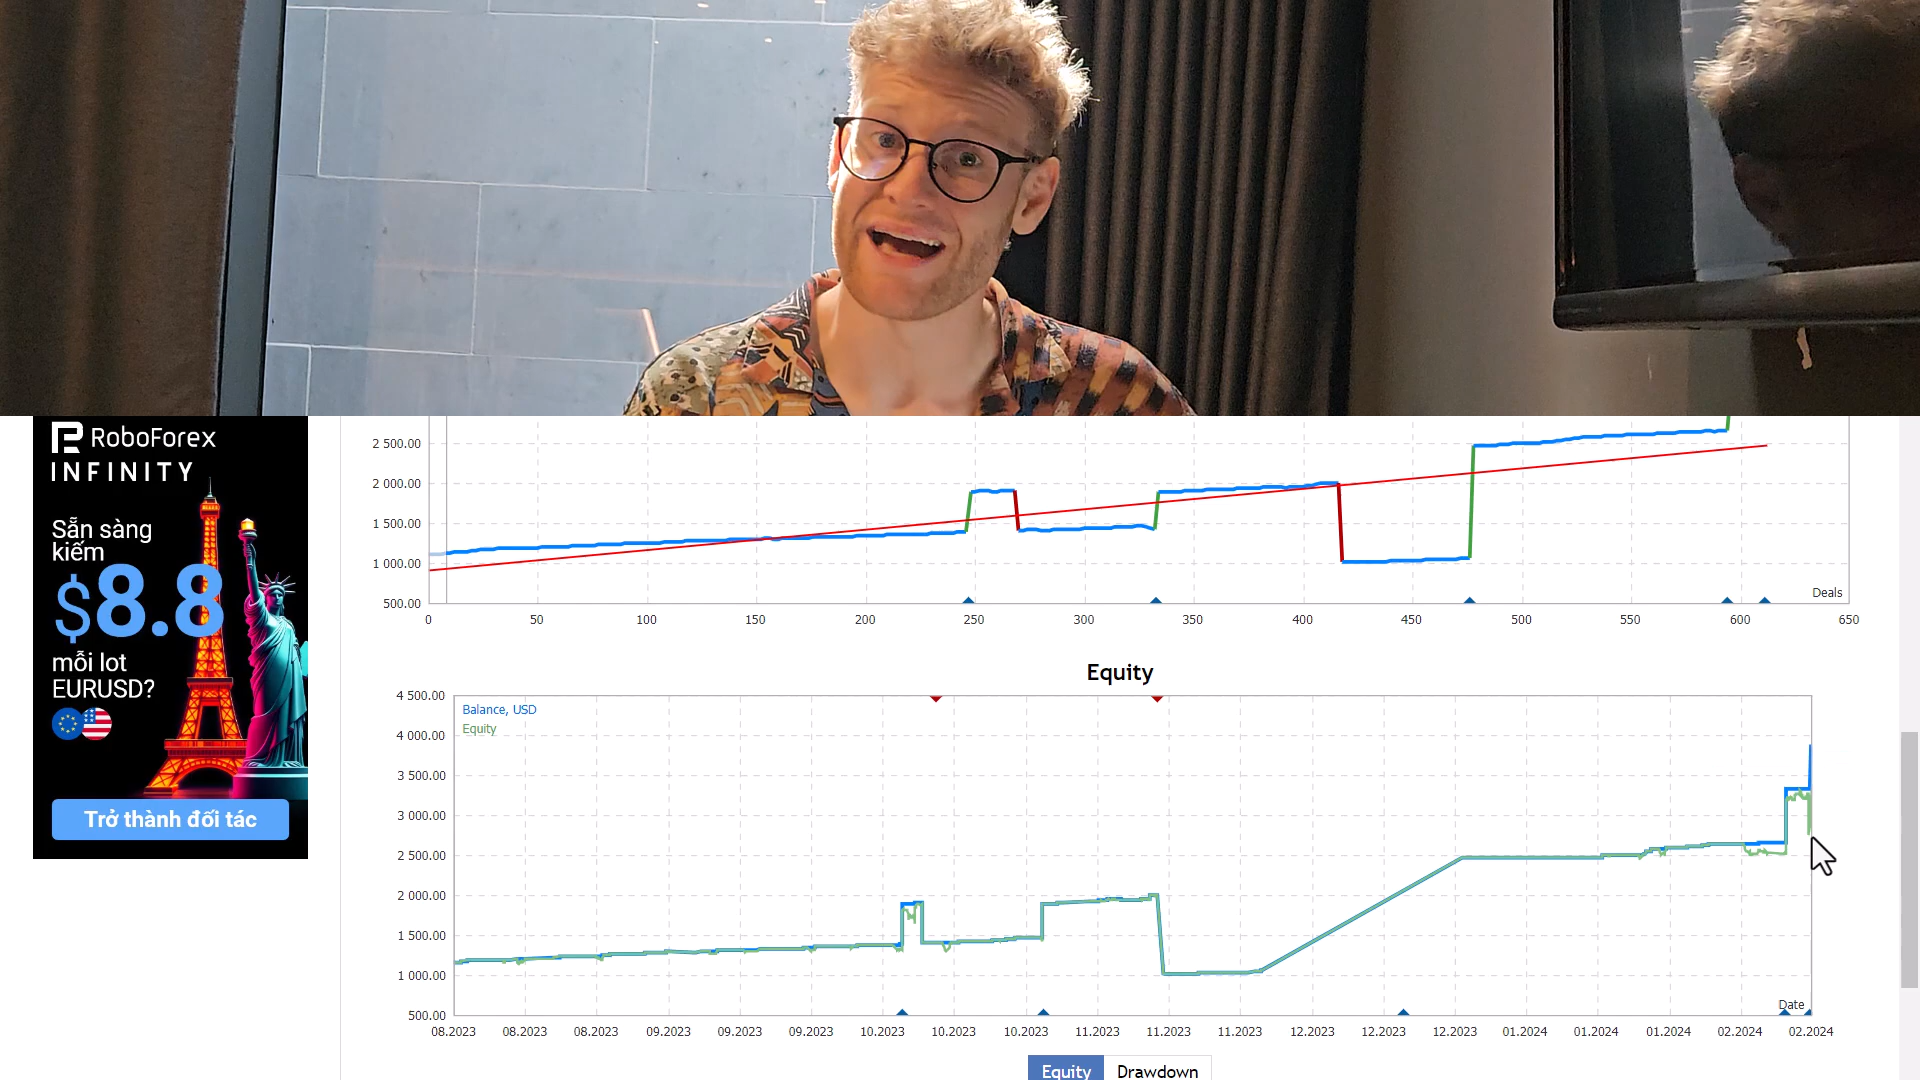 RoboForex
INFINITY
Sẵn sàng
kiếm
$8.8
mỗi lot
EURUSD?
Trở thành đối tác
2 500.00
2 000.00
1 500.00
1 000.00
500.00
Deals
0 50 100 150 200 250 300 350 400 450 500 550 600 650
Equity
Balance, USD
Equity
4 500.00
4 000.00
3 500.00
3 000.00
2 500.00
2 000.00
1 500.00
1 000.00
500.00
Date
08.2023 08.2023 08.2023 09.2023 09.2023 09.2023 10.2023 10.2023 10.2023 11.2023 11.2023 11.2023 12.2023 12.2023 12.2023 01.2024 01.2024 01.2024 02.2024 02.2024
Equity Drawdown